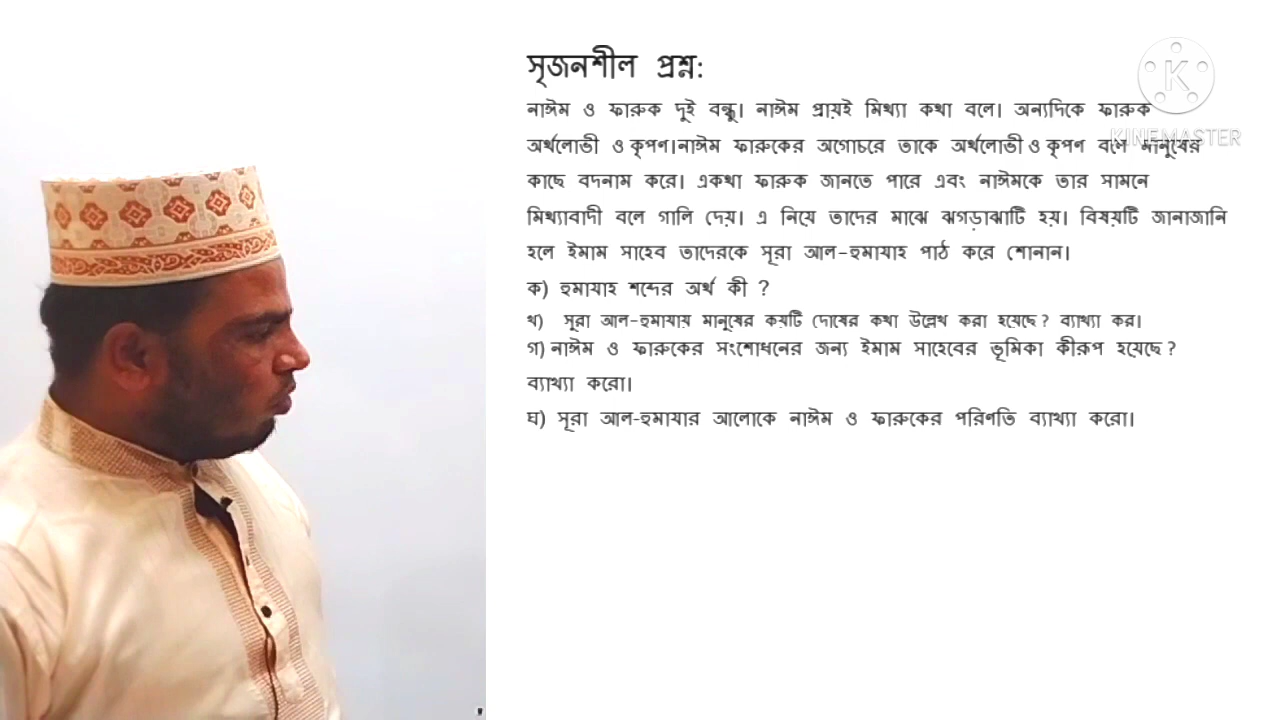 সৃজনশীল প্রশ্ন:
নাঈম ও ফারুক দুই বন্ধু। নাঈম প্রায়ই মিথ্যা কথা বলে। অন্যদিকে ফারুক
অর্থলোভী ও কৃপণ।নাঈম ফারুকের অগোচরে তাকে অর্থলোভী ও কৃপণ বলে মানুষের
কাছে বদনাম করে। একথা ফারুক জানতে পারে এবং নাঈমকে তার সামনে
মিথ্যাবাদী বলে গালি দেয়। এ নিযে তাদের মাঝে ঝগড়াঝাটি হয়। বিষয়টি জানাজানি
হলে ইমাম সাহেব তাদেরকে সূরা আল-হুমাযাহ পাঠ করে শোনান।
ক) হুমাযাহ শব্দের অর্থ কী ?
খ) সূরা আল-হুমাযায় মানুষের কয়টি দোষের কথা উল্লেখ করা হয়েছে? ব্যাখ্যা কর।
গ) নাঈম ও ফারুকের সংশোধনের জন্য ইমাম সাহেবের ভূমিকা কীরূপ হয়েছে?
ব্যাখ্যা করো।
ঘ) সূরা আল-হুমাযার আলোকে নাঈম ও ফারুকের পরিণতি ব্যাখ্যা করো।
K
KINEMASTER